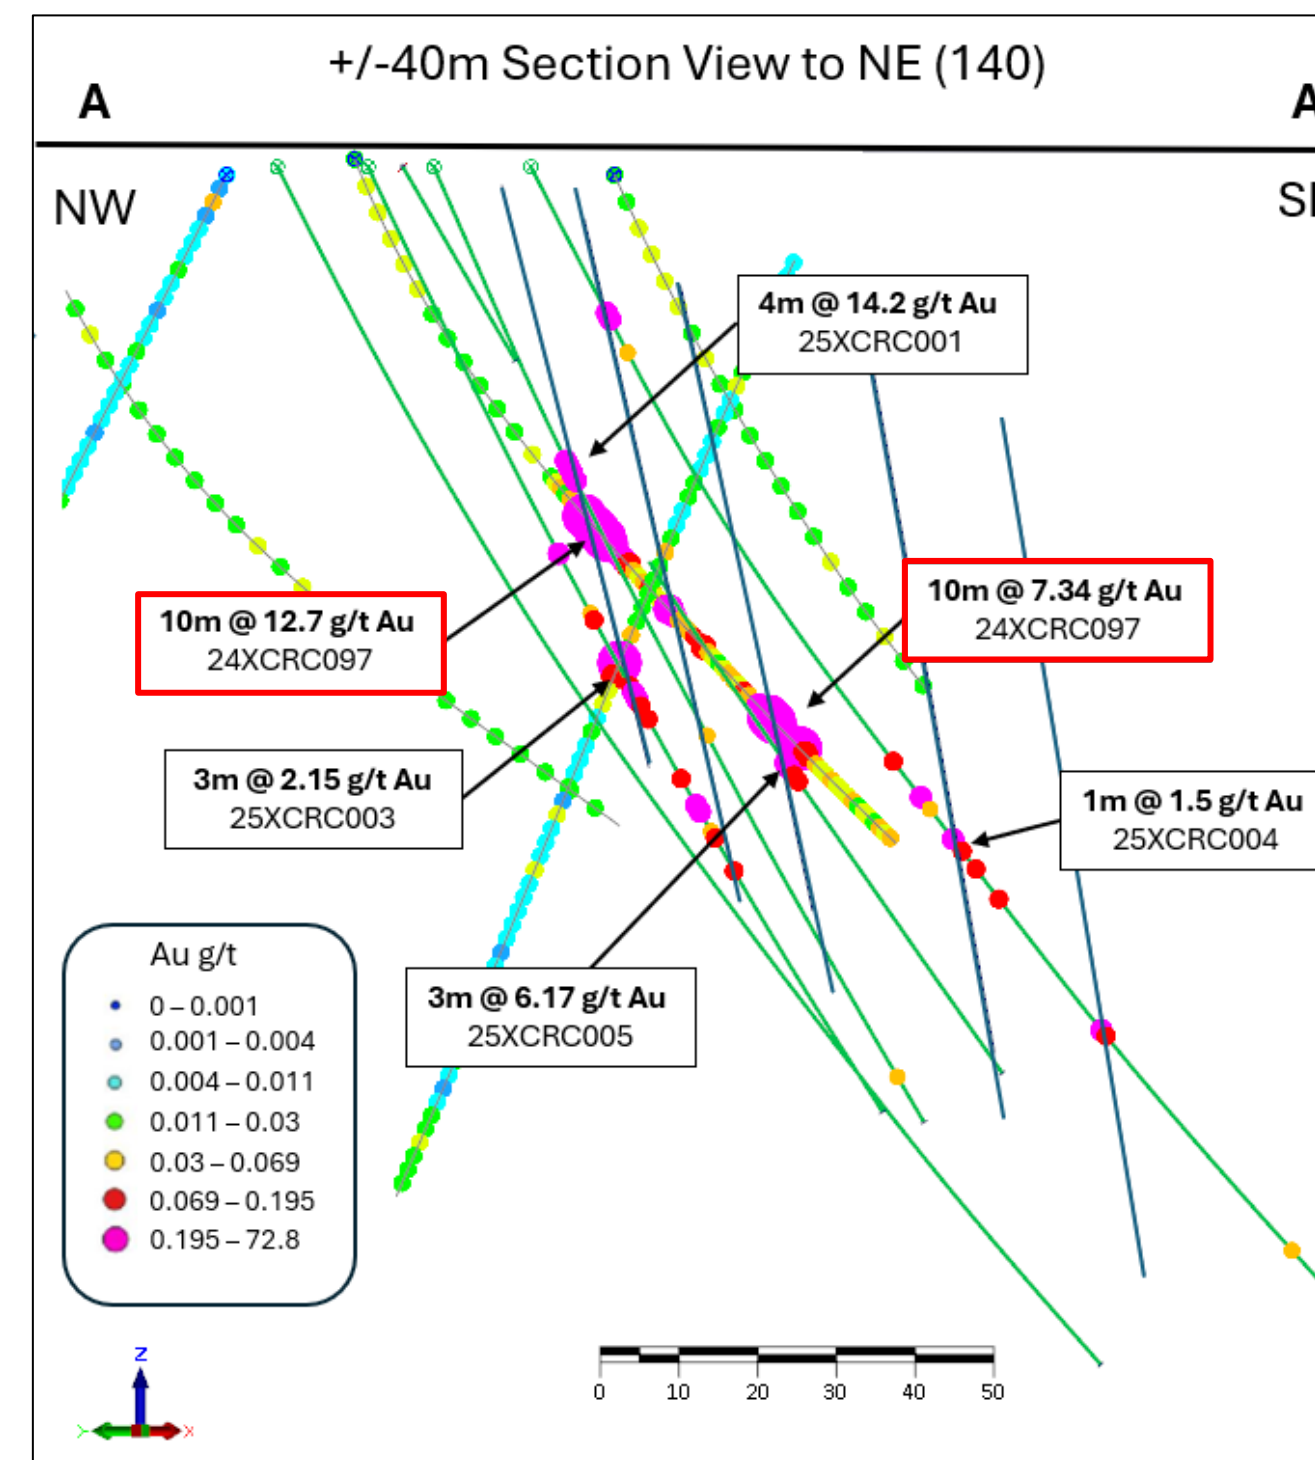 +/-40m Section View to NE (140)
A
A
NW
4m @ 14.2 g/t Au
25XCRC001
10m @ 12.7 g/t Au
24XCRC097
10m @ 7.34 g/t Au
24XCRC097
3m @ 2.15 g/t Au
25XCRC003
1m @ 1.5 g/t Au
25XCRC004
3m @ 6.17 g/t Au
25XCRC005
Au g/t
0 – 0.001
0.001 – 0.004
0.004 – 0.011
0.011 – 0.03
0.03 – 0.069
0.069 – 0.195
0.195 – 72.8
Z
Y
X
0 10 20 30 40 50